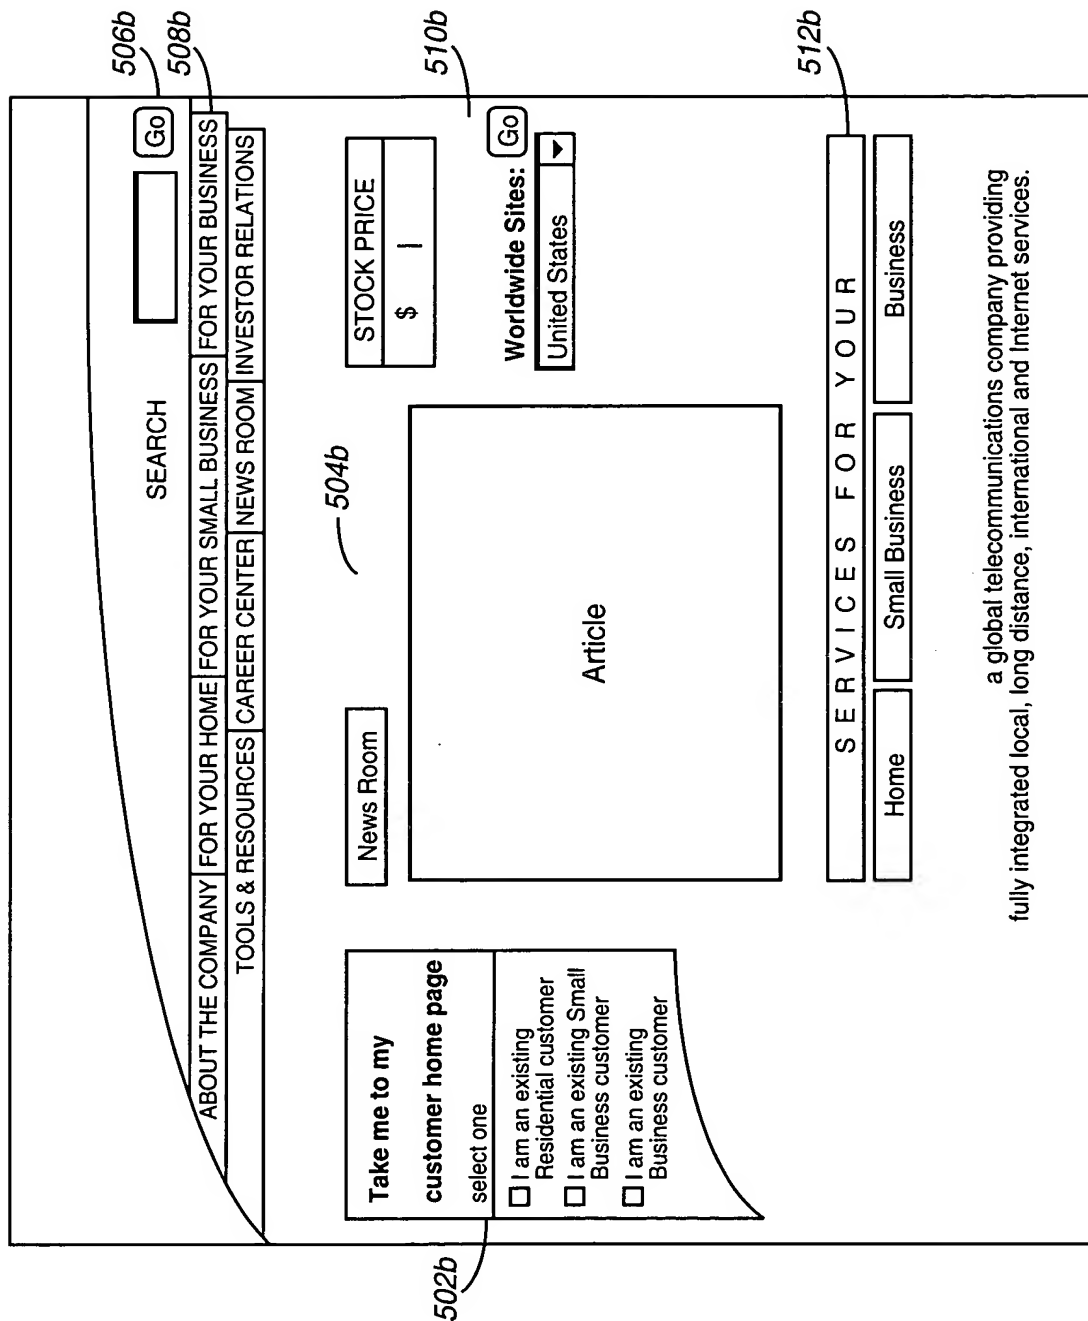 506b
508b
SEARCH Go
ABOUT THE COMPANY FOR YOUR HOME FOR YOUR SMALL BUSINESS FOR YOUR BUSINESS
TOOLS & RESOURCES CAREER CENTER NEWS ROOM INVESTOR RELATIONS
502b
Take me to my
customer home page
select one
I am an existing
Residential customer
I am an existing Small
Business customer
I am an existing
Business customer
504b
News Room
Article
STOCK PRICE
$
510b
Worldwide Sites: Go
United States
512b
SERVICES FOR YOUR
Home Small Business Business
a global telecommunications company providing
fully integrated local, long distance, international and Internet services.